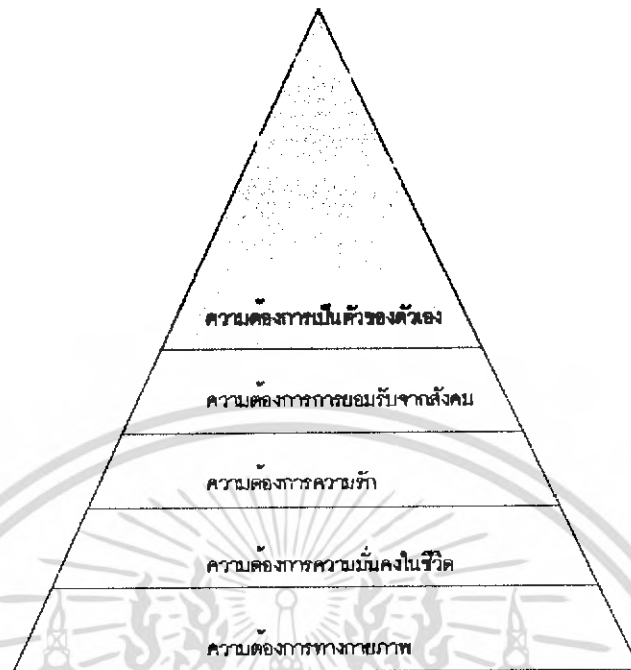 ความต้องการเป็นตัวของตัวเอง
ความต้องการการยอมรับจากสังคม
ความต้องการความรัก
ความต้องการความมั่นคงในชีวิต
ความต้องการทางกายภาพ